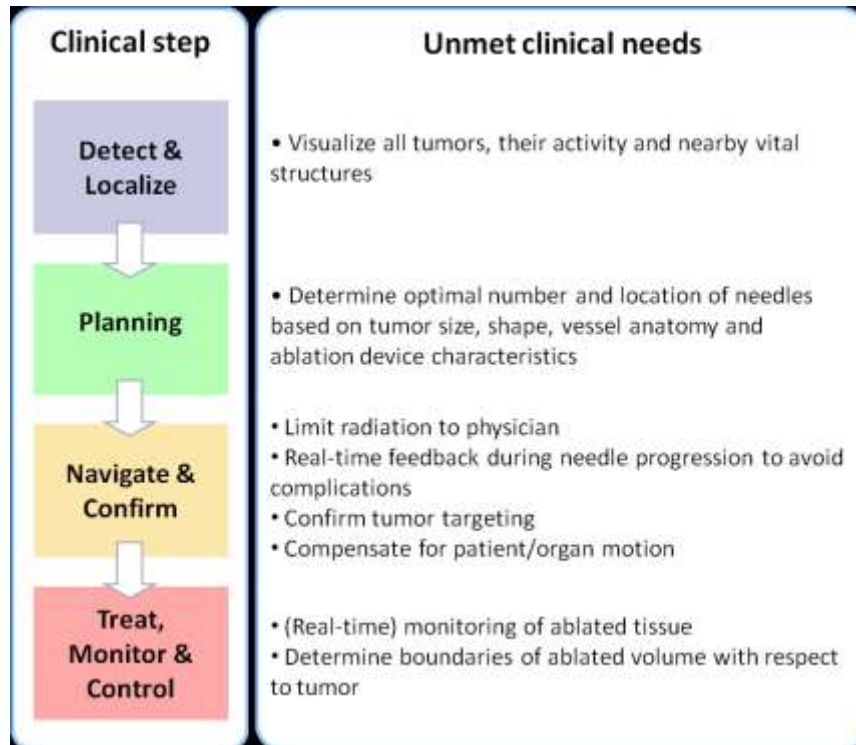 Clinical step
Unmet clinical needs
Detect &
Localize
• Visualize all tumors, their activity and nearby vital
structures
Planning
• Determine optimal number and location of needles
based on tumor size, shape, vessel anatomy and
ablation device characteristics
Navigate &
Confirm
• Limit radiation to physician
• Real-time feedback during needle progression to avoid
complications
• Confirm tumor targeting
• Compensate for patient/organ motion
Treat,
Monitor &
Control
• (Real-time) monitoring of ablated tissue
• Determine boundaries of ablated volume with respect
to tumor